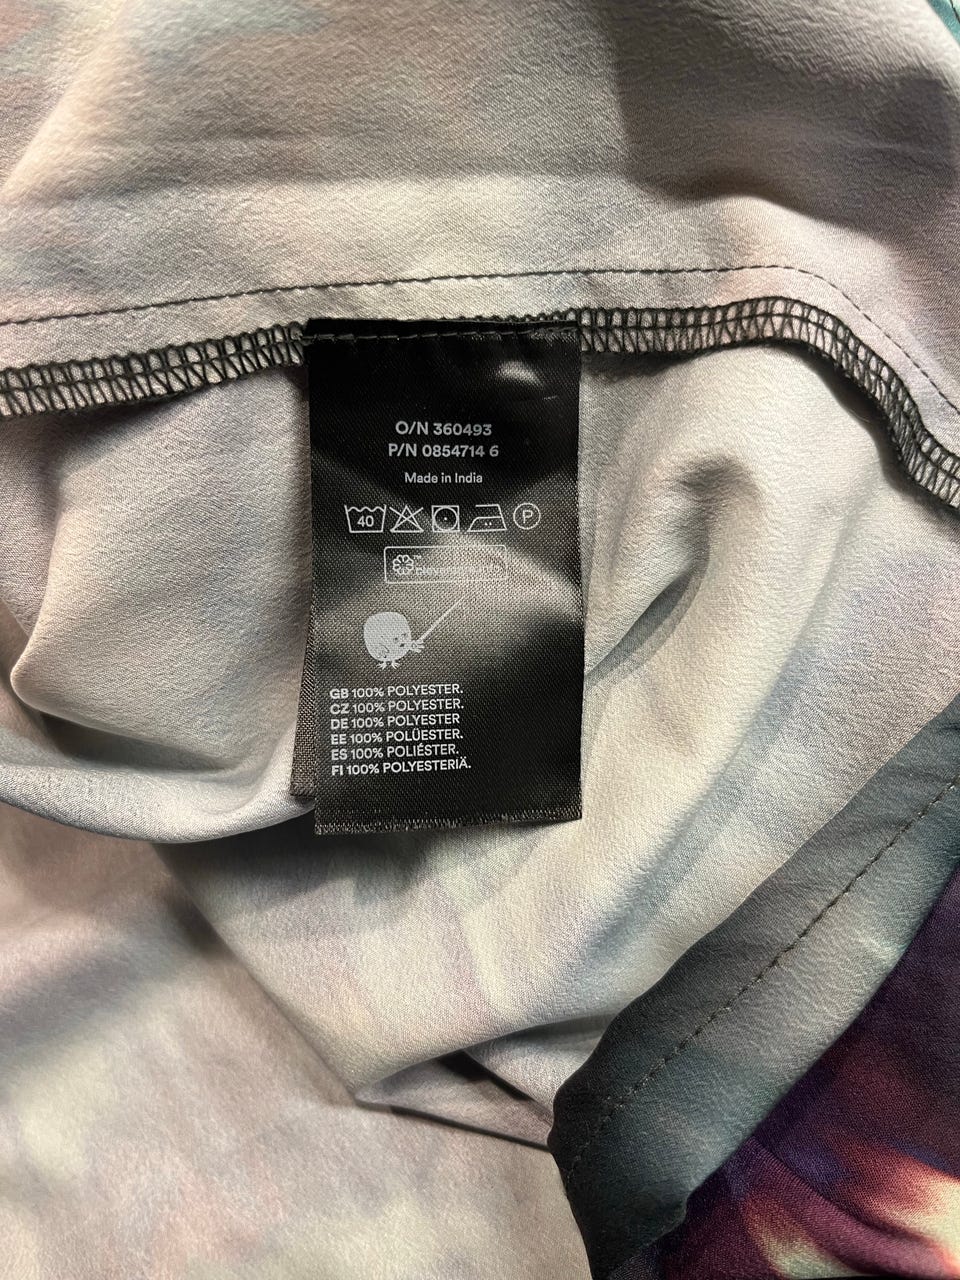 O/N 360493
P/N 0854714 6
Made in India
40
P
GB 100% POLYESTER.
CZ 100% POLYESTER.
DE 100% POLYESTER
EE 100% POLÜESTER.
ES 100% POLIÉSTER.
FI 100% POLYESTERIÄ.